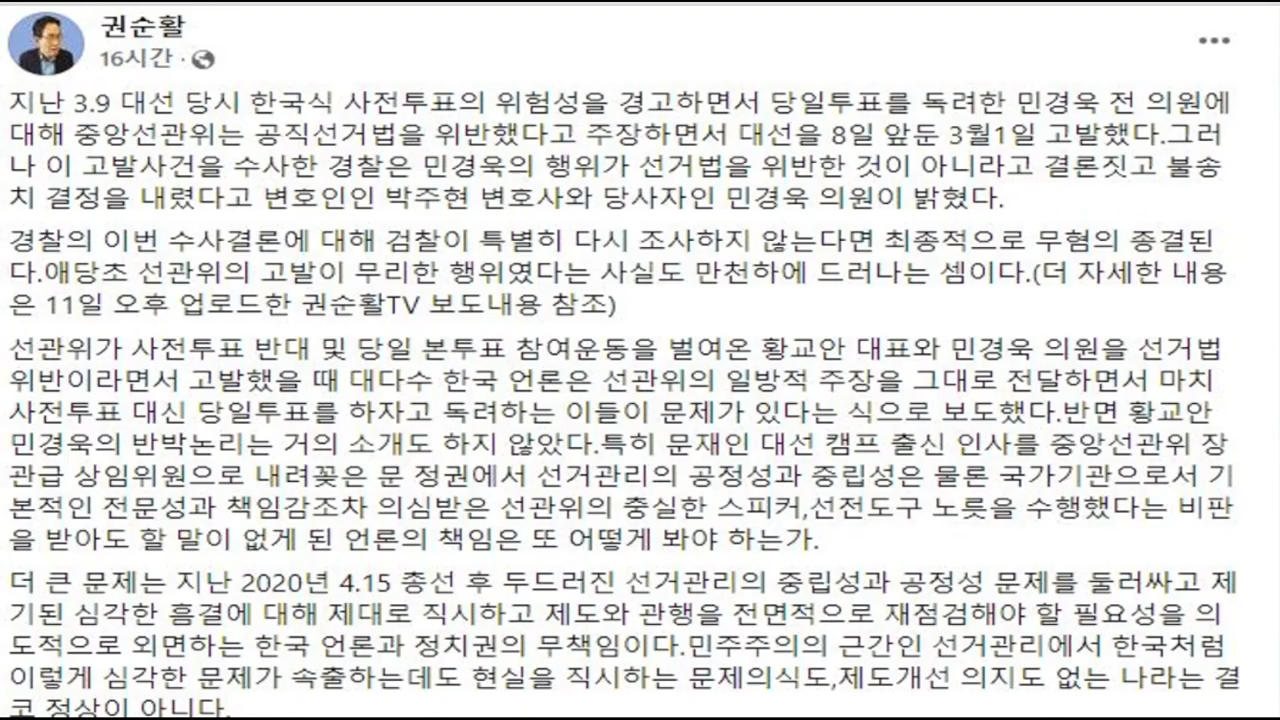 권순활
16시간 ·
지난 3.9 대선 당시 한국식 사전투표의 위험성을 경고하면서 당일투표를 독려한 민경욱 전 의원에
대해 중앙선관위는 공직선거법을 위반했다고 주장하면서 대선을 8일 앞둔 3월1일 고발했다.그러
나 이 고발사건을 수사한 경찰은 민경욱의 행위가 선거법을 위반한 것이 아니라고 결론짓고 불송
치 결정을 내렸다고 변호인인 박주현 변호사와 당사자인 민경욱 의원이 밝혔다.
경찰의 이번 수사결론에 대해 검찰이 특별히 다시 조사하지 않는다면 최종적으로 무혐의 종결된
다.애당초 선관위의 고발이 무리한 행위였다는 사실도 만천하에 드러나는 셈이다.(더 자세한 내용
은 11일 오후 업로드한 권순활TV 보도내용 참조)
선관위가 사전투표 반대 및 당일 본투표 참여운동을 벌여온 황교안 대표와 민경욱 의원을 선거법
위반이라면서 고발했을 때 대다수 한국 언론은 선관위의 일방적 주장을 그대로 전달하면서 마치
사전투표 대신 당일투표를 하자고 독려하는 이들이 문제가 있다는 식으로 보도했다.반면 황교안
민경욱의 반박논리는 거의 소개도 하지 않았다.특히 문재인 대선 캠프 출신 인사를 중앙선관위 장
관급 상임위원으로 내려꽂은 문 정권에서 선거관리의 공정성과 중립성은 물론 국가기관으로서 기
본적인 전문성과 책임감조차 의심받은 선관위의 충실한 스피커,선전도구 노릇을 수행했다는 비판
을 받아도 할 말이 없게 된 언론의 책임은 또 어떻게 봐야 하는가.
더 큰 문제는 지난 2020년 4.15 총선 후 두드러진 선거관리의 중립성과 공정성 문제를 둘러싸고 제
기된 심각한 흠결에 대해 제대로 직시하고 제도와 관행을 전면적으로 재점검해야 할 필요성을 의
도적으로 외면하는 한국 언론과 정치권의 무책임이다.민주주의의 근간인 선거관리에서 한국처럼
이렇게 심각한 문제가 속출하는데도 현실을 직시하는 문제의식도,제도개선 의지도 없는 나라는 결
코 정상이 아니다.